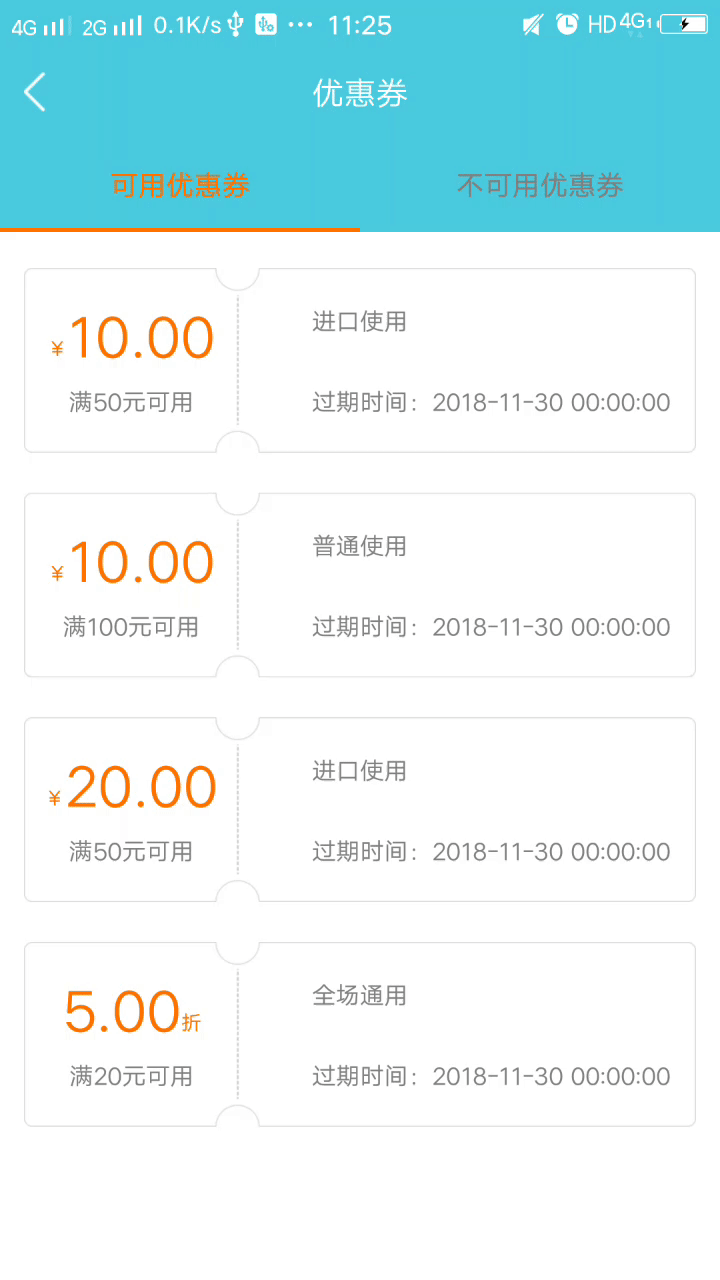 4G 2G 0.1K/s ··· 11:25 HD 4G
优惠券
可用优惠券 不可用优惠券
¥10.00 进口使用
满50元可用 过期时间：2018-11-30 00:00:00
¥10.00 普通使用
满100元可用 过期时间：2018-11-30 00:00:00
¥20.00 进口使用
满50元可用 过期时间：2018-11-30 00:00:00
5.00折 全场通用
满20元可用 过期时间：2018-11-30 00:00:00